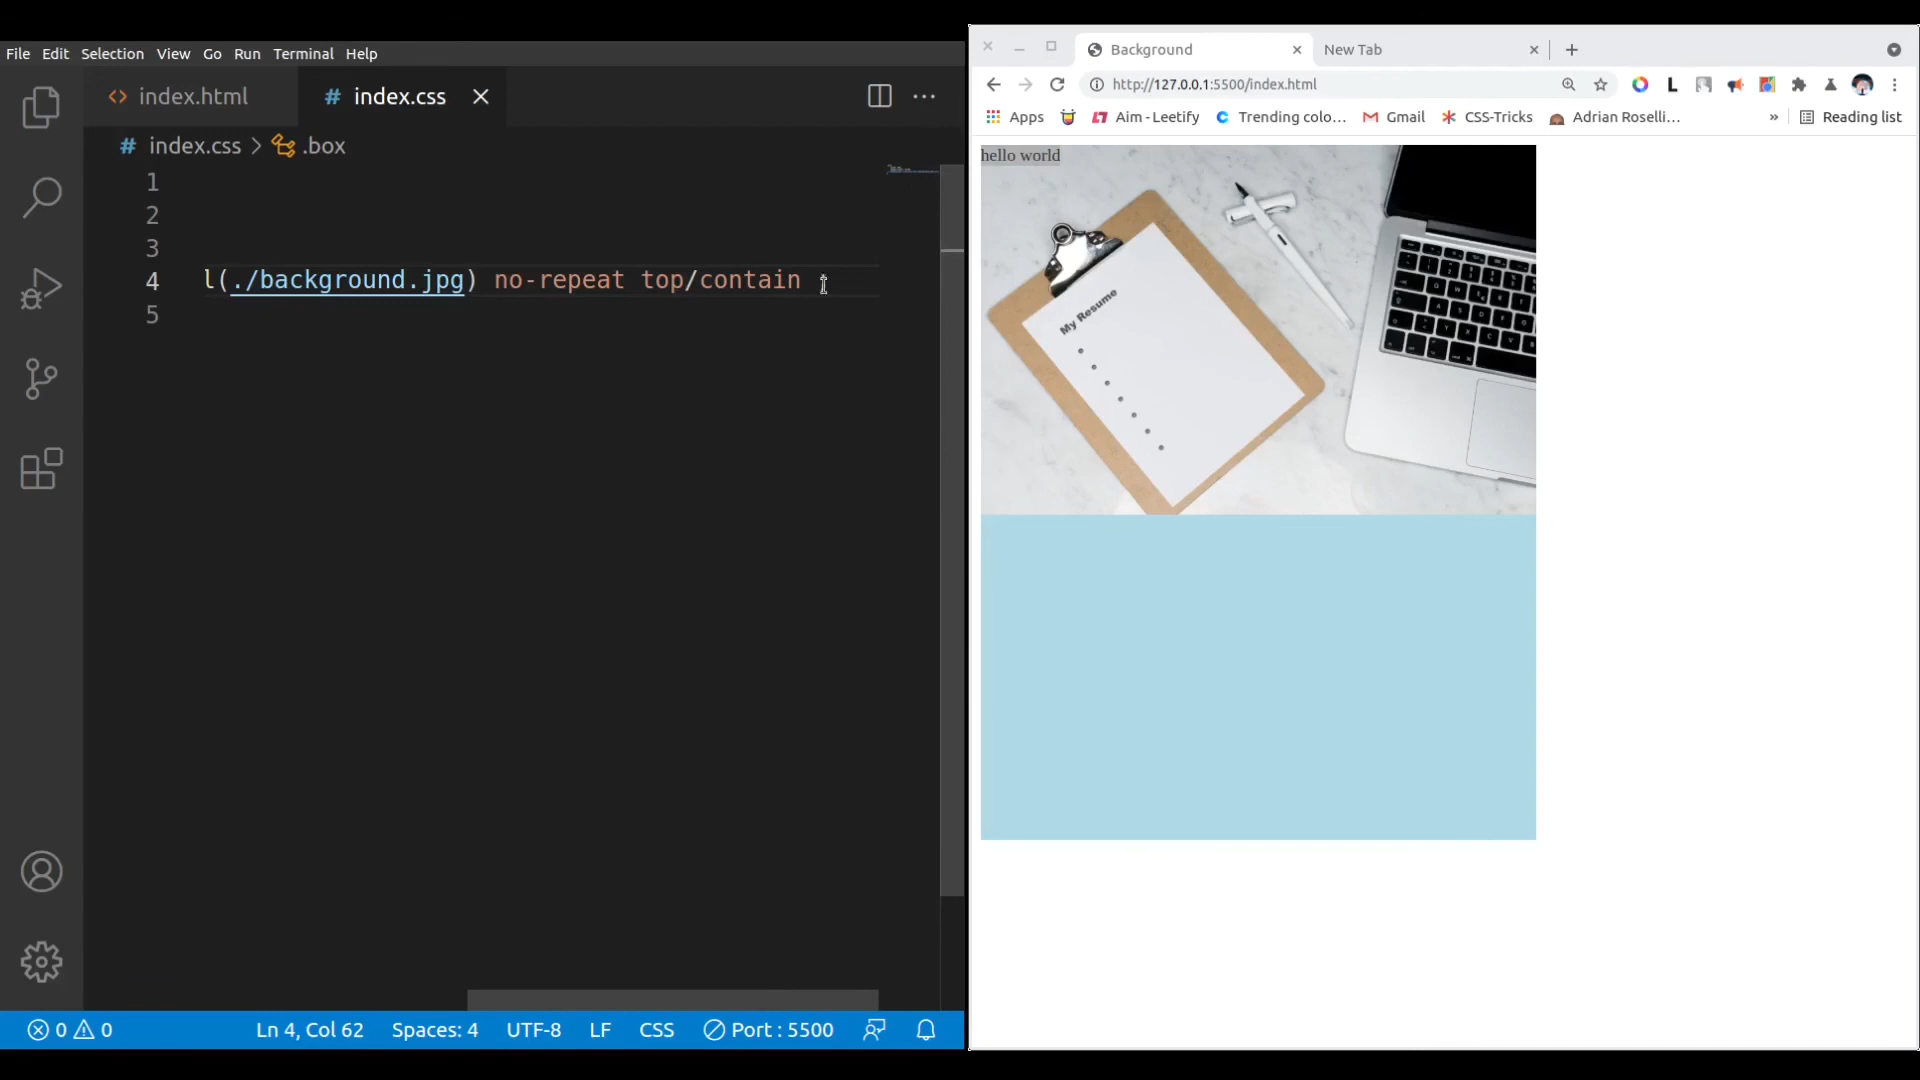 File Edit Selection View Go Run Terminal Help
index.html
# index.css
# index.css > .box
1
2
3
4 l(./background.jpg) no-repeat top/contain
5
0 0 Ln 4, Col 62 Spaces: 4 UTF-8 LF CSS Port : 5500
Background
New Tab
http://127.0.0.1:5500/index.html
L
Apps Aim - Leetify Trending colo... Gmail CSS-Tricks Adrian Roselli... » Reading list
hello world
My Resume